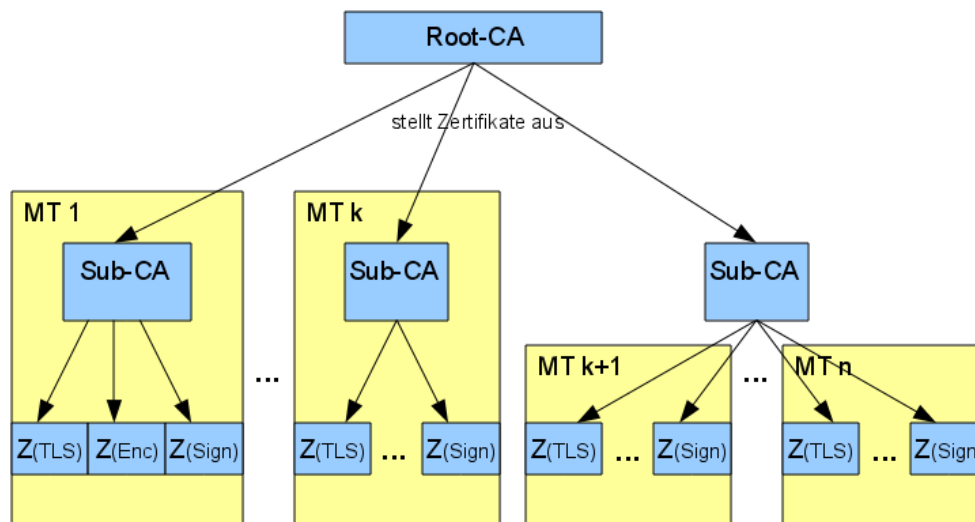 Root-CA
stellt Zertifikate aus
MT 1
MT k
Sub-CA
Sub-CA
Sub-CA
MT k+1
MT n
...
...
Z(TLS)
Z(Enc)
Z(Sign)
Z(TLS)
...
Z(Sign)
Z(TLS)
...
Z(Sign)
Z(TLS)
...
Z(Sign